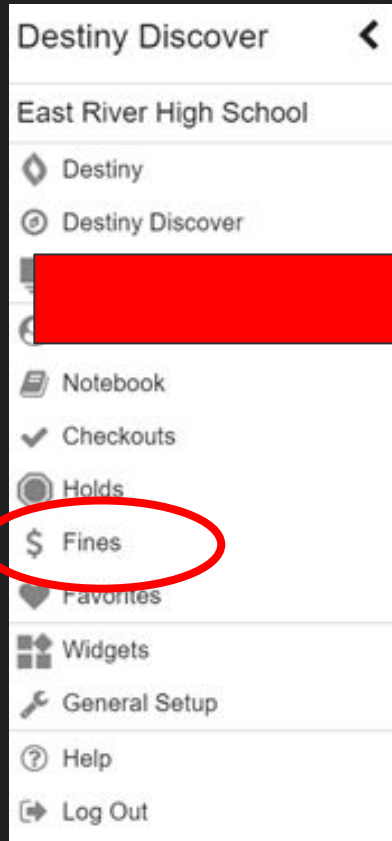 Destiny Discover
East River High School
Destiny
Destiny Discover
Notebook
Checkouts
Holds
$ Fines
Favorites
Widgets
General Setup
? Help
Log Out